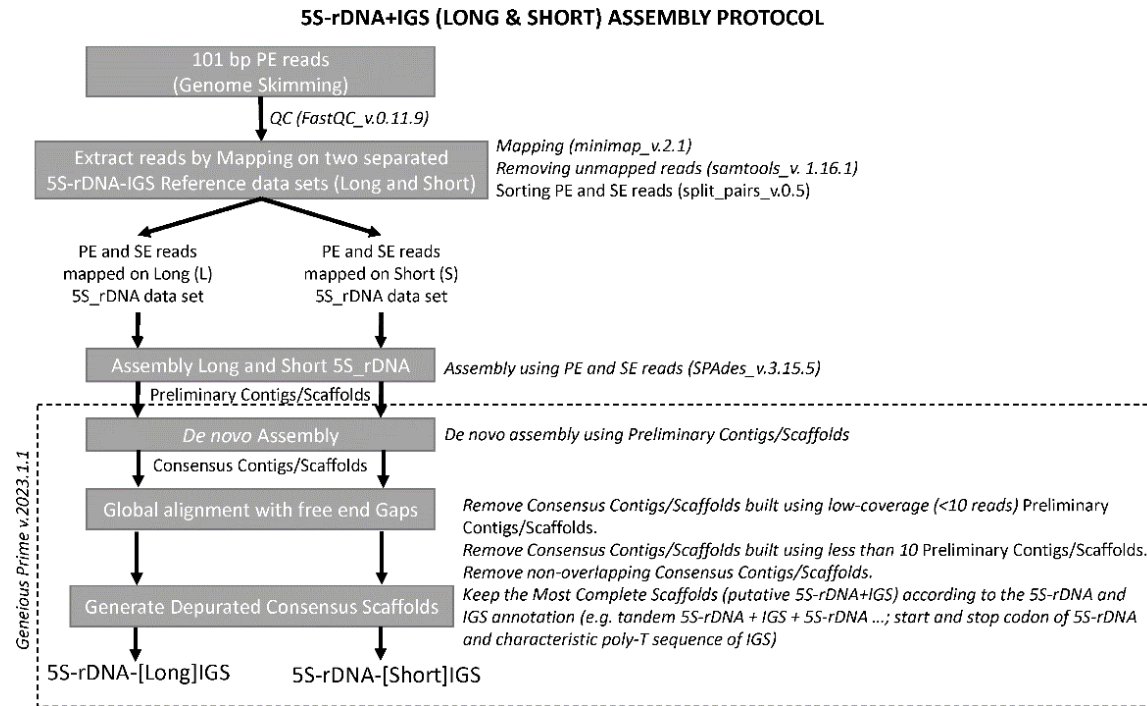 5S-rDNA+IGS (LONG & SHORT) ASSEMBLY PROTOCOL
101 bp PE reads
(Genome Skimming)
QC (FastQC_v.0.11.9)
Extract reads by Mapping on two separated
5S-rDNA-IGS Reference data sets (Long and Short)
Mapping (minimap_v.2.1)
Removing unmapped reads (samtools_v. 1.16.1)
Sorting PE and SE reads (split_pairs_v.0.5)
PE and SE reads
mapped on Long (L)
5S_rDNA data set
PE and SE reads
mapped on Short (S)
5S_rDNA data set
Assembly Long and Short 5S_rDNA
Assembly using PE and SE reads (SPAdes_v.3.15.5)
Preliminary Contigs/Scaffolds
De novo Assembly
De novo assembly using Preliminary Contigs/Scaffolds
Consensus Contigs/Scaffolds
Global alignment with free end Gaps
Remove Consensus Contigs/Scaffolds built using low-coverage (<10 reads) Preliminary
Contigs/Scaffolds.
Remove Consensus Contigs/Scaffolds built using less than 10 Preliminary Contigs/Scaffolds.
Remove non-overlapping Consensus Contigs/Scaffolds.
Generate Depurated Consensus Scaffolds
Keep the Most Complete Scaffolds (putative 5S-rDNA+IGS) according to the 5S-rDNA and
IGS annotation (e.g. tandem 5S-rDNA + IGS + 5S-rDNA ...; start and stop codon of 5S-rDNA
and characteristic poly-T sequence of IGS)
5S-rDNA-[Long]IGS
5S-rDNA-[Short]IGS
Geneious Prime v.2023.1.1